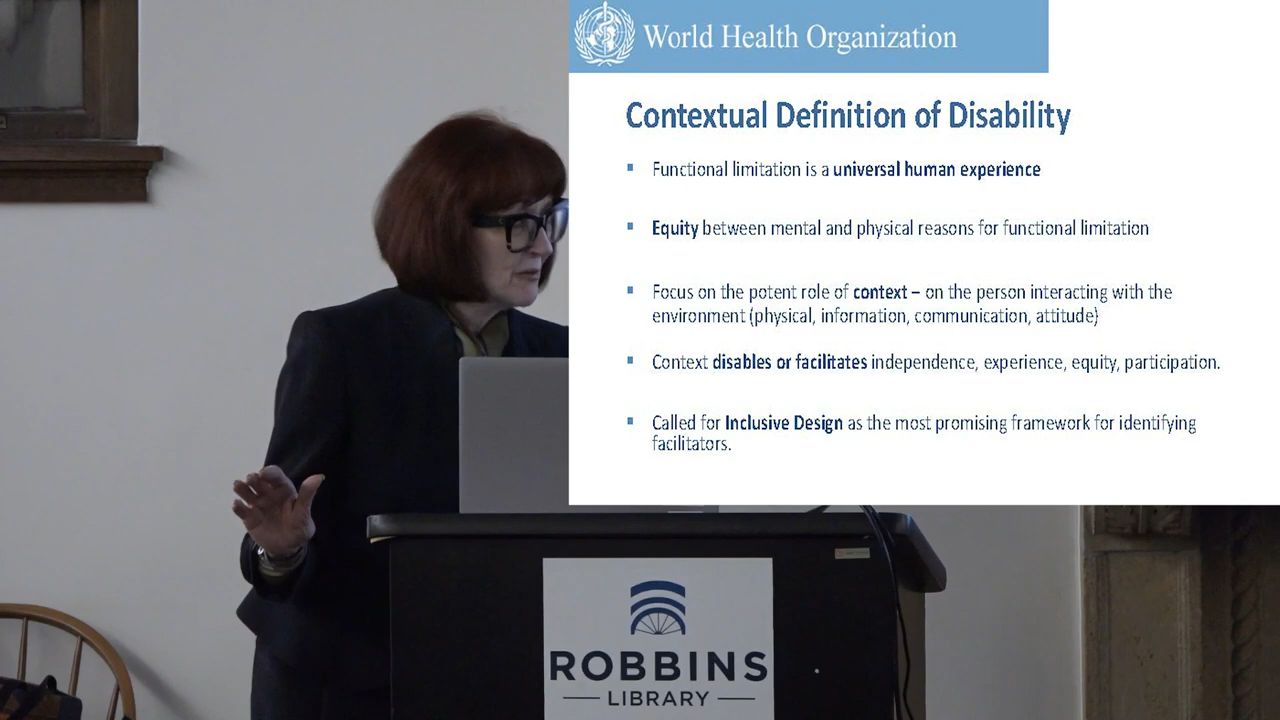 World Health Organization
Contextual Definition of Disability
Functional limitation is a universal human experience
Equity between mental and physical reasons for functional limitation
Focus on the potent role of context – on the person interacting with the
environment (physical, information, communication, attitude)
Context disables or facilitates independence, experience, equity, participation.
Called for Inclusive Design as the most promising framework for identifying
facilitators.
ROBBINS
LIBRARY